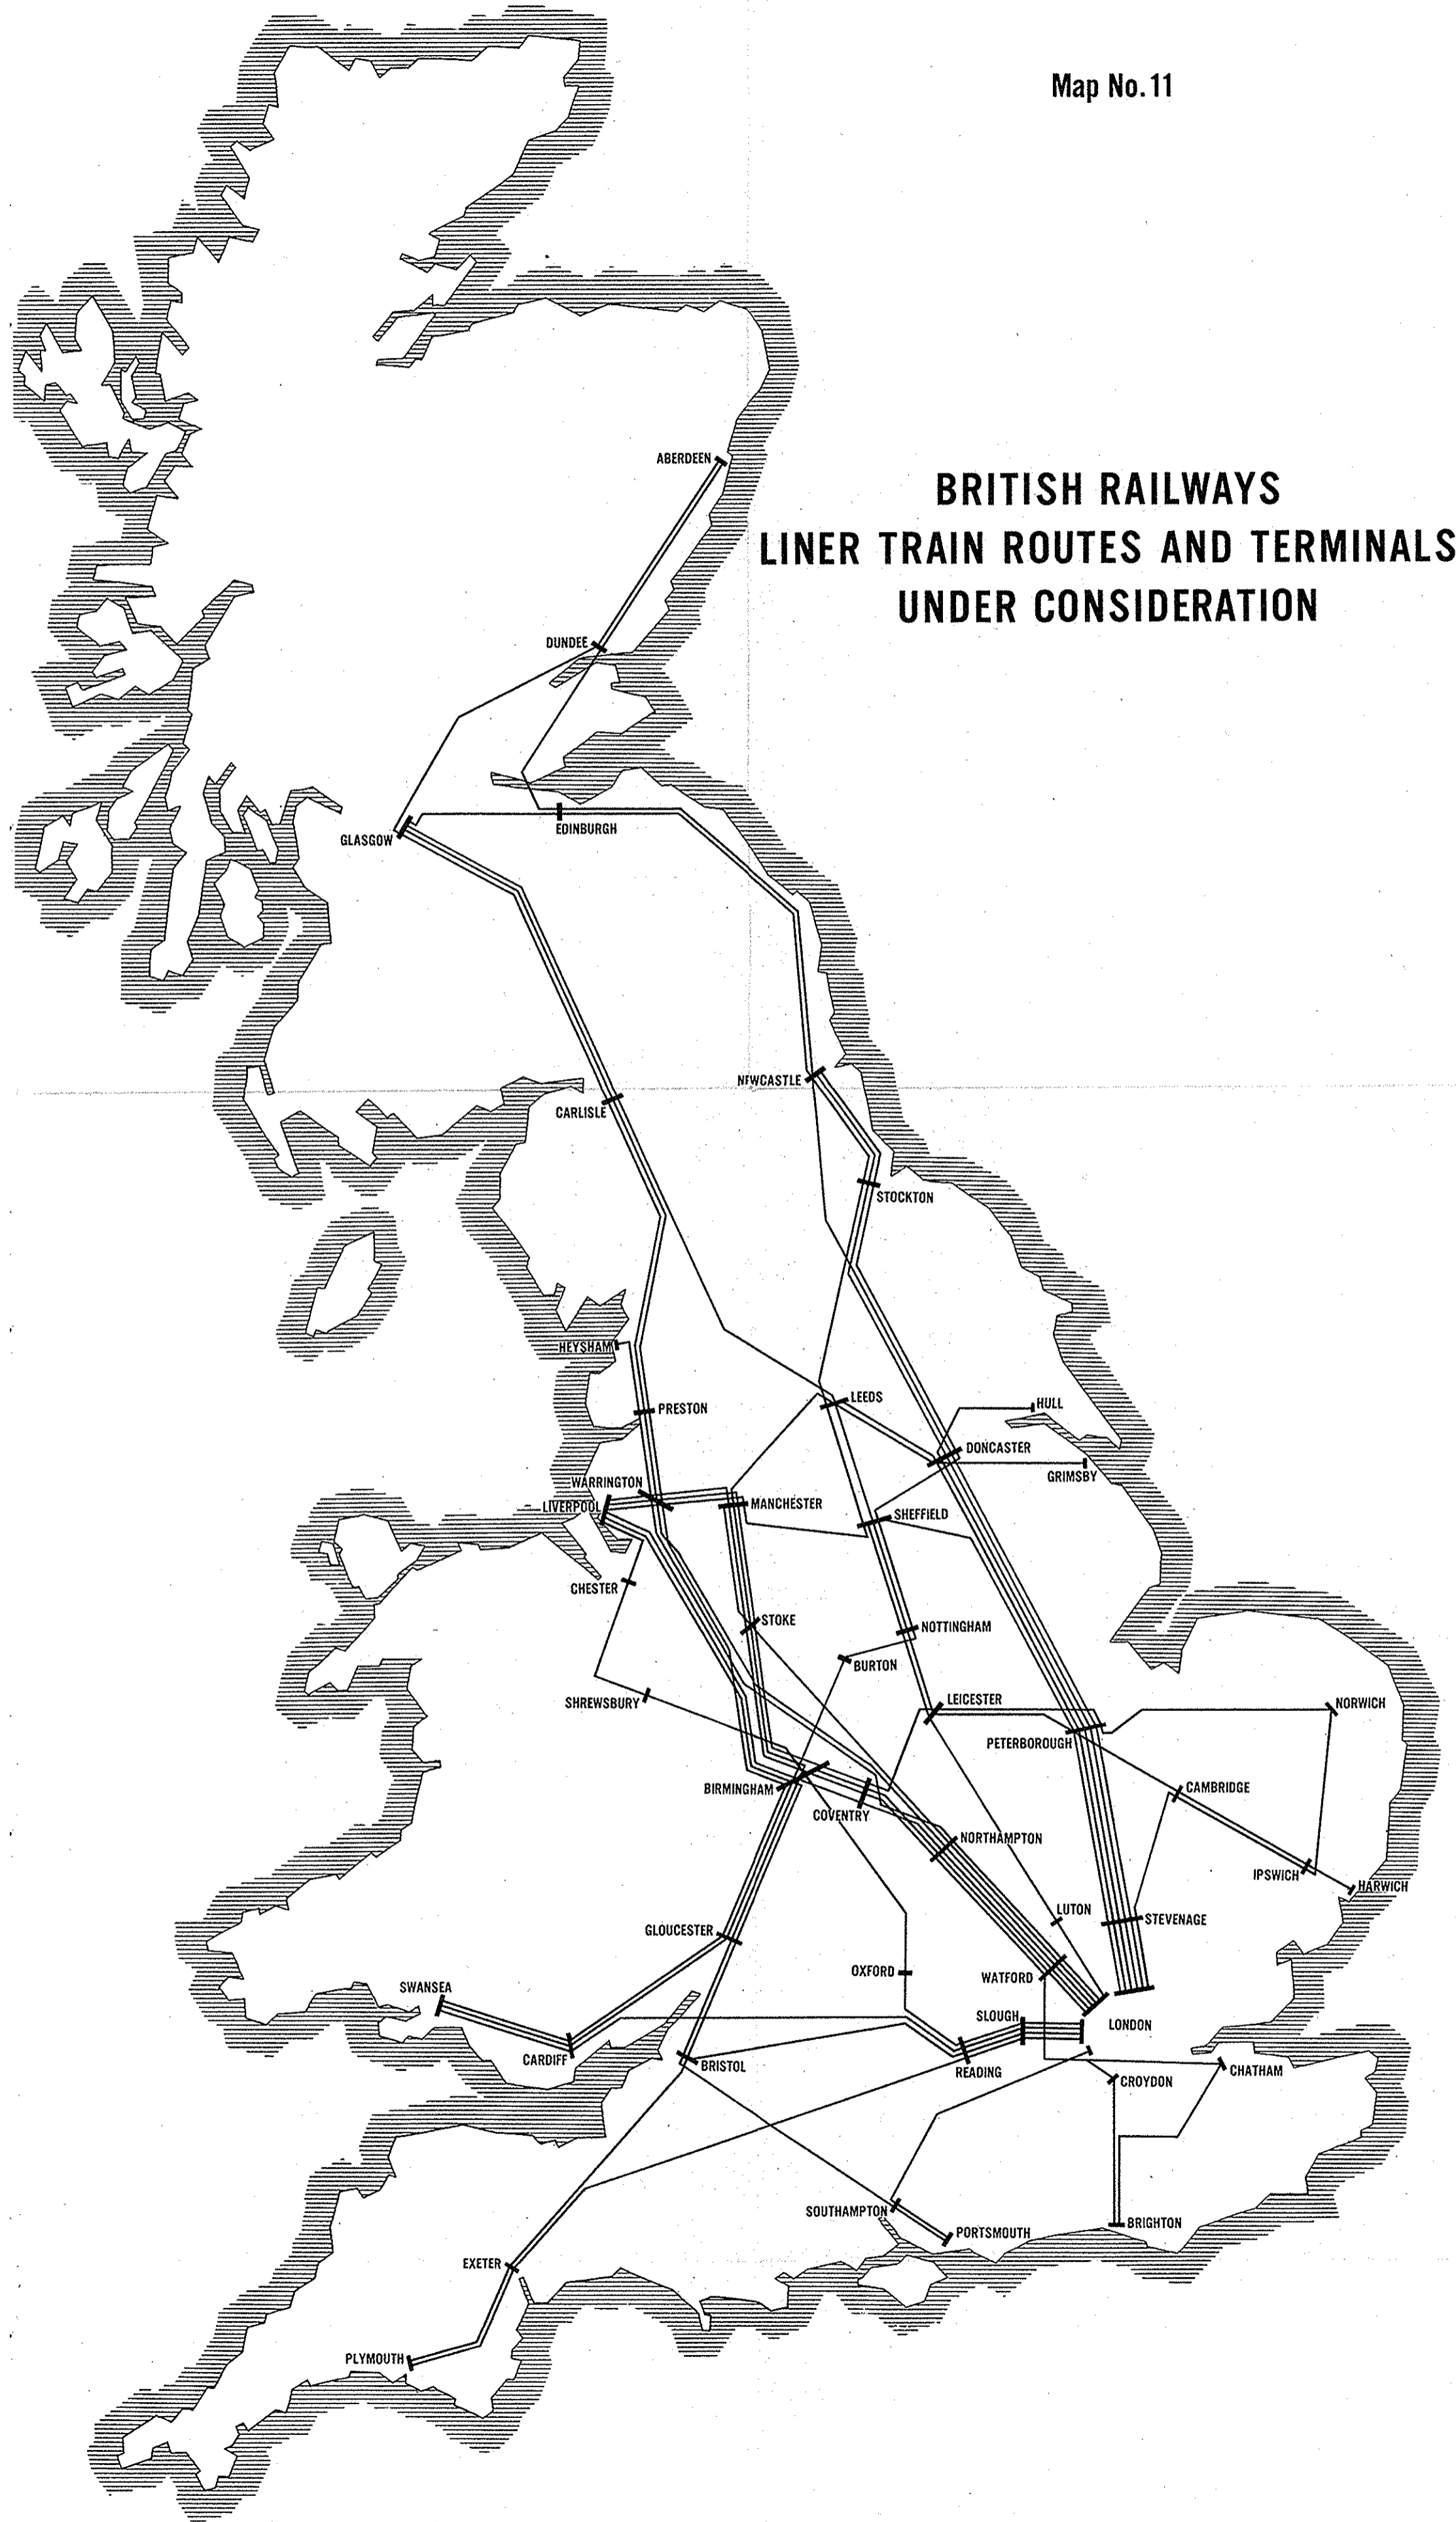 Map No. 11
BRITISH RAILWAYS
LINER TRAIN ROUTES AND TERMINALS
UNDER CONSIDERATION
ABERDEEN
DUNDEE
EDINBURGH
GLASGOW
NEWCASTLE
CARLISLE
STOCKTON
HEYSHAM
LEEDS
HULL
PRESTON
DONCASTER
GRIMSBY
WARRINGTON
LIVERPOOL
MANCHESTER
SHEFFIELD
CHESTER
STOKE
NOTTINGHAM
BURTON
SHREWSBURY
LEICESTER
NORWICH
PETERBOROUGH
BIRMINGHAM
CAMBRIDGE
COVENTRY
NORTHAMPTON
IPSWICH
HARWICH
LUTON
STEVENAGE
GLOUCESTER
OXFORD
WATFORD
SWANSEA
SLOUGH
LONDON
CARDIFF
BRISTOL
READING
CHATHAM
CROYDON
SOUTHAMPTON
PORTSMOUTH
BRIGHTON
EXETER
PLYMOUTH